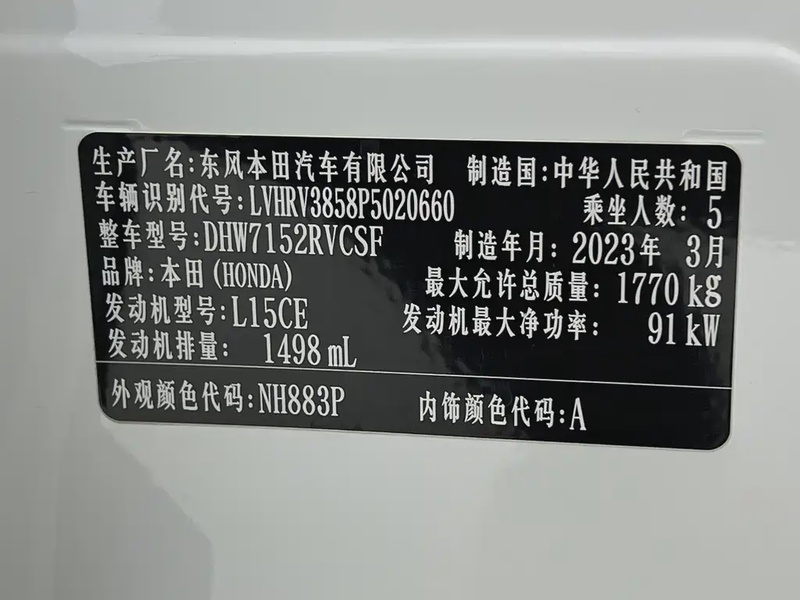 生产厂名:东风本田汽车有限公司 制造国:中华人民共和国
车辆识别代号:LVHRV3858P5020660 乘坐人数: 5
整车型号:DHW7152RVCSF 制造年月: 2023年 3月
品牌:本田(HONDA) 最大允许总质量: 1770 kg
发动机型号:L15CE 发动机最大净功率: 91 kW
发动机排量: 1498 mL
外观颜色代码:NH883P 内饰颜色代码:A